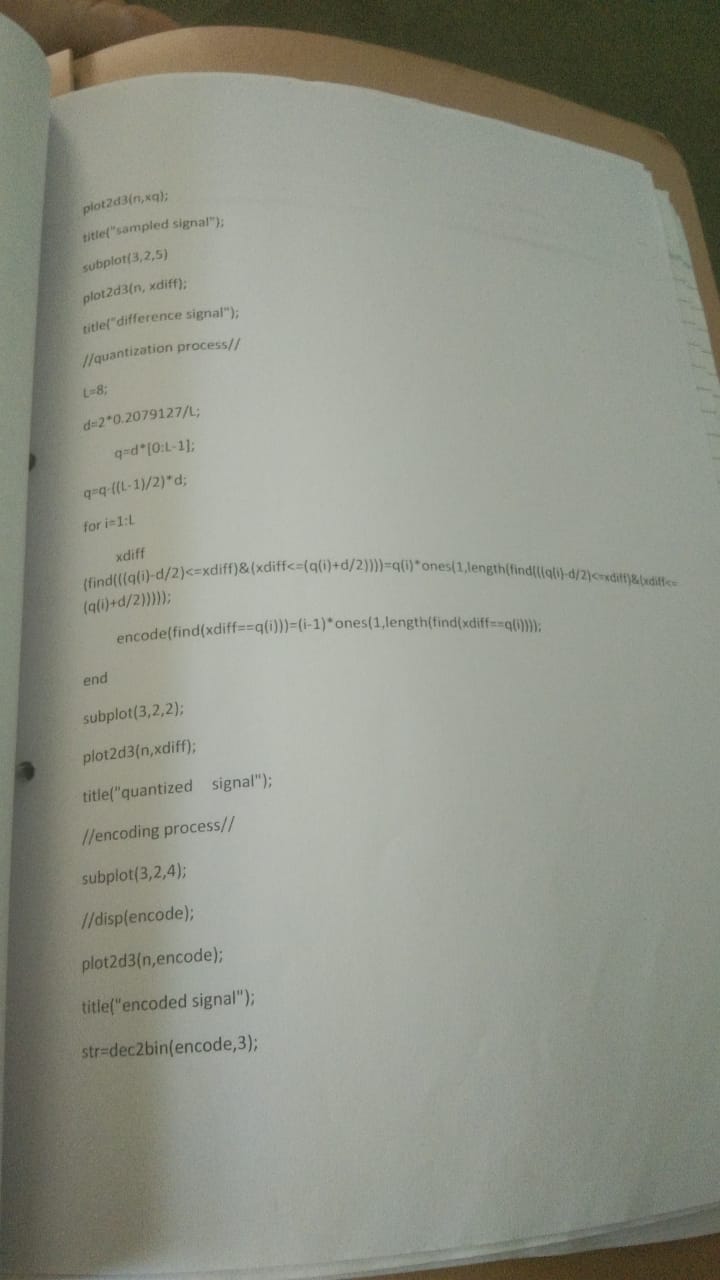 plot2d3(n,xq);
title("sampled signal");
subplot(3,2,5)
plot2d3(n, xdiff);
title("difference signal");
//quantization process//
L=8;
d=2*0.2079127/L;
q=d*[0:L-1];
q=q-((L-1)/2)*d;
for i=1:L
xdiff
(find(((q(i)-d/2)<=xdiff)&(xdiff<=(q(i)+d/2))))=q(i)*ones(1,length(find(((q(i)-d/2)<=xdiff)&(xdiff<=
(q(i)+d/2)))));
encode(find(xdiff==q(i)))=(i-1)*ones(1,length(find(xdiff==q(i))));
end
subplot(3,2,2);
plot2d3(n,xdiff);
title("quantized signal");
//encoding process//
subplot(3,2,4);
//disp(encode);
plot2d3(n,encode);
title("encoded signal");
str=dec2bin(encode,3);